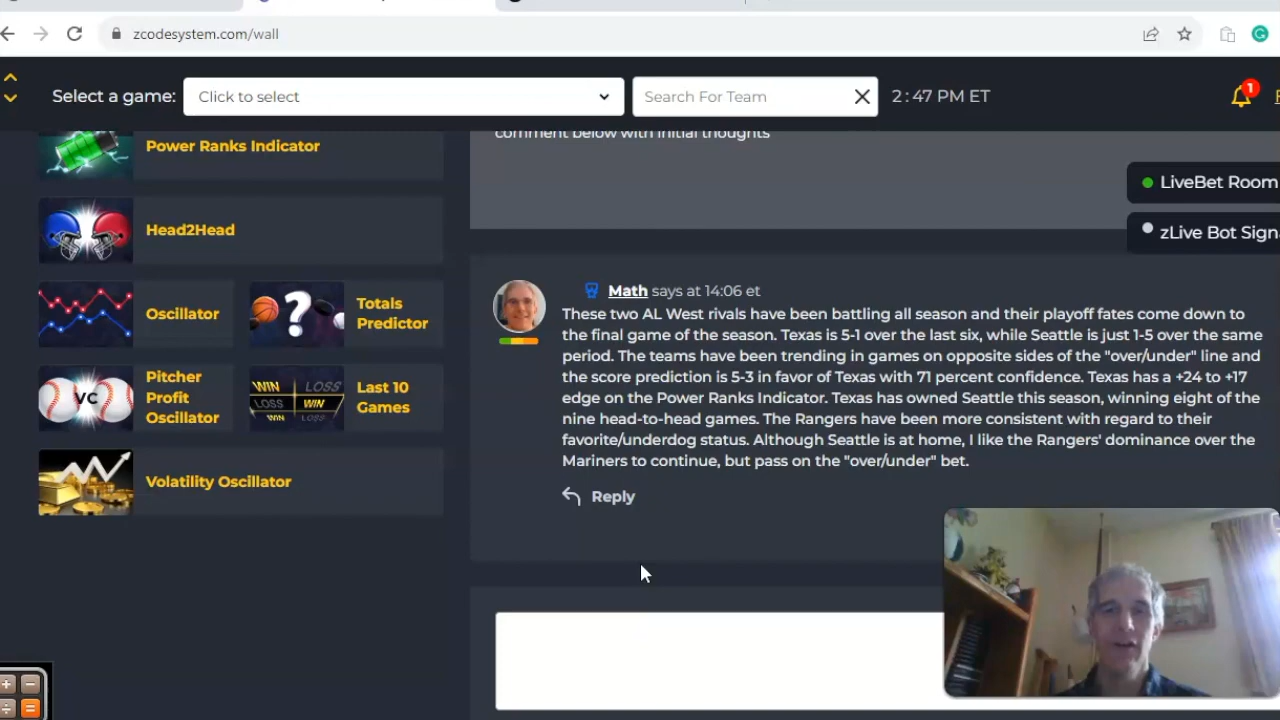 zcodesystem.com/wall
Select a game:
Click to select
Search For Team
2:47 PM ET
1
comment below with initial thoughts
Power Ranks Indicator
LiveBet Room
Head2Head
zLive Bot Sign
Math says at 14:06 et
These two AL West rivals have been battling all season and their playoff fates come down to
the final game of the season. Texas is 5-1 over the last six, while Seattle is just 1-5 over the same
period. The teams have been trending in games on opposite sides of the "over/under" line and
the score prediction is 5-3 in favor of Texas with 71 percent confidence. Texas has a +24 to +17
edge on the Power Ranks Indicator. Texas has owned Seattle this season, winning eight of the
nine head-to-head games. The Rangers have been more consistent with regard to their
favorite/underdog status. Although Seattle is at home, I like the Rangers' dominance over the
Mariners to continue, but pass on the "over/under" bet.
Reply
Oscillator
?
Totals
Predictor
VC
Pitcher
Profit
Oscillator
WIN LOSS
LOSS WIN
WIN LOSS
Last 10
Games
Volatility Oscillator